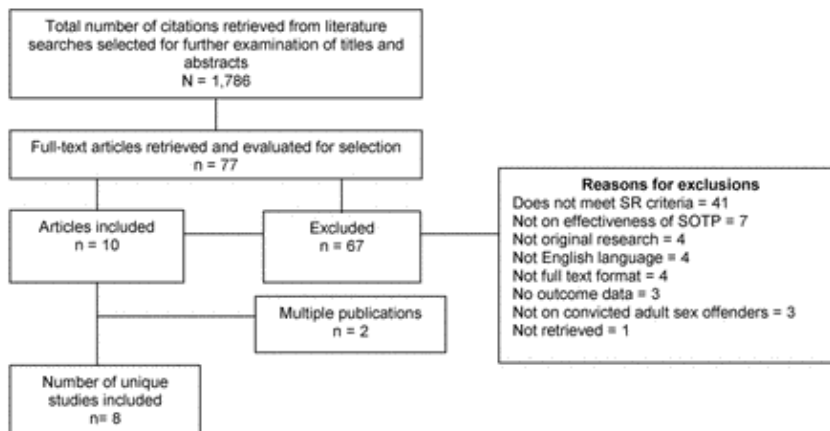 Total number of citations retrieved from literature
searches selected for further examination of titles and
abstracts
N = 1,786
Full-text articles retrieved and evaluated for selection
n = 77
Articles included
n = 10
Excluded
n = 67
Reasons for exclusions
Does not meet SR criteria = 41
Not on effectiveness of SOTP = 7
Not original research = 4
Not English language = 4
Not full text format = 4
No outcome data = 3
Not on convicted adult sex offenders = 3
Not retrieved = 1
Multiple publications
n = 2
Number of unique
studies included
n= 8